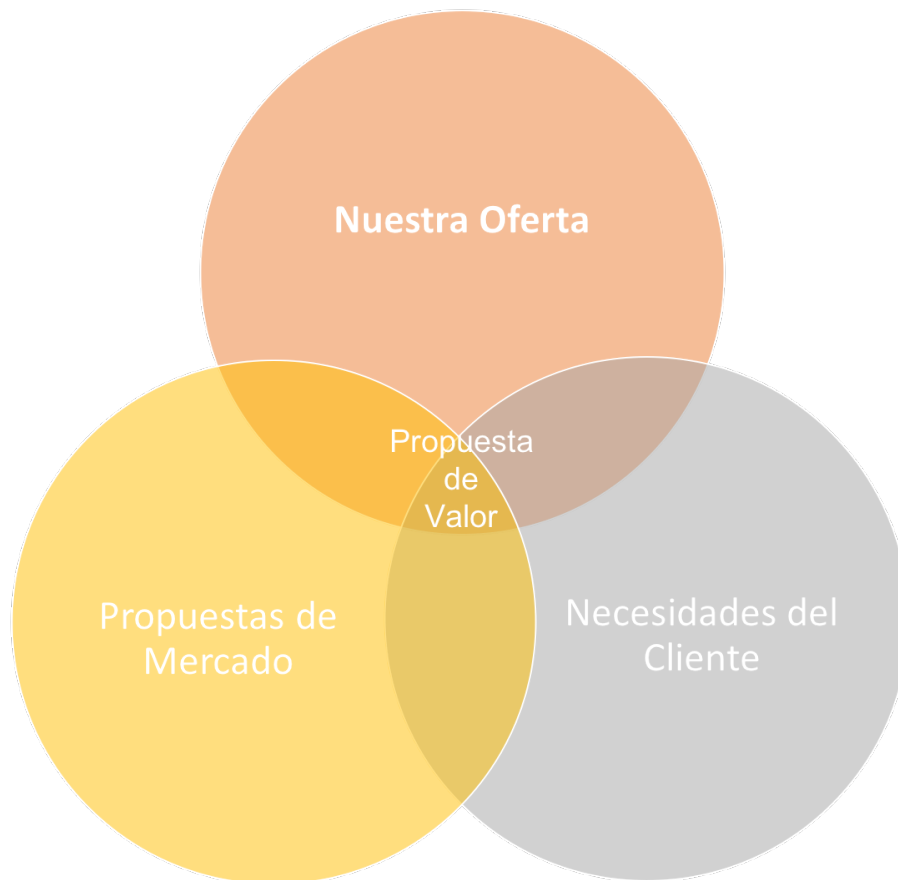 Nuestra Oferta
Propuesta
de
Valor
Propuestas de
Mercado
Necesidades del
Cliente